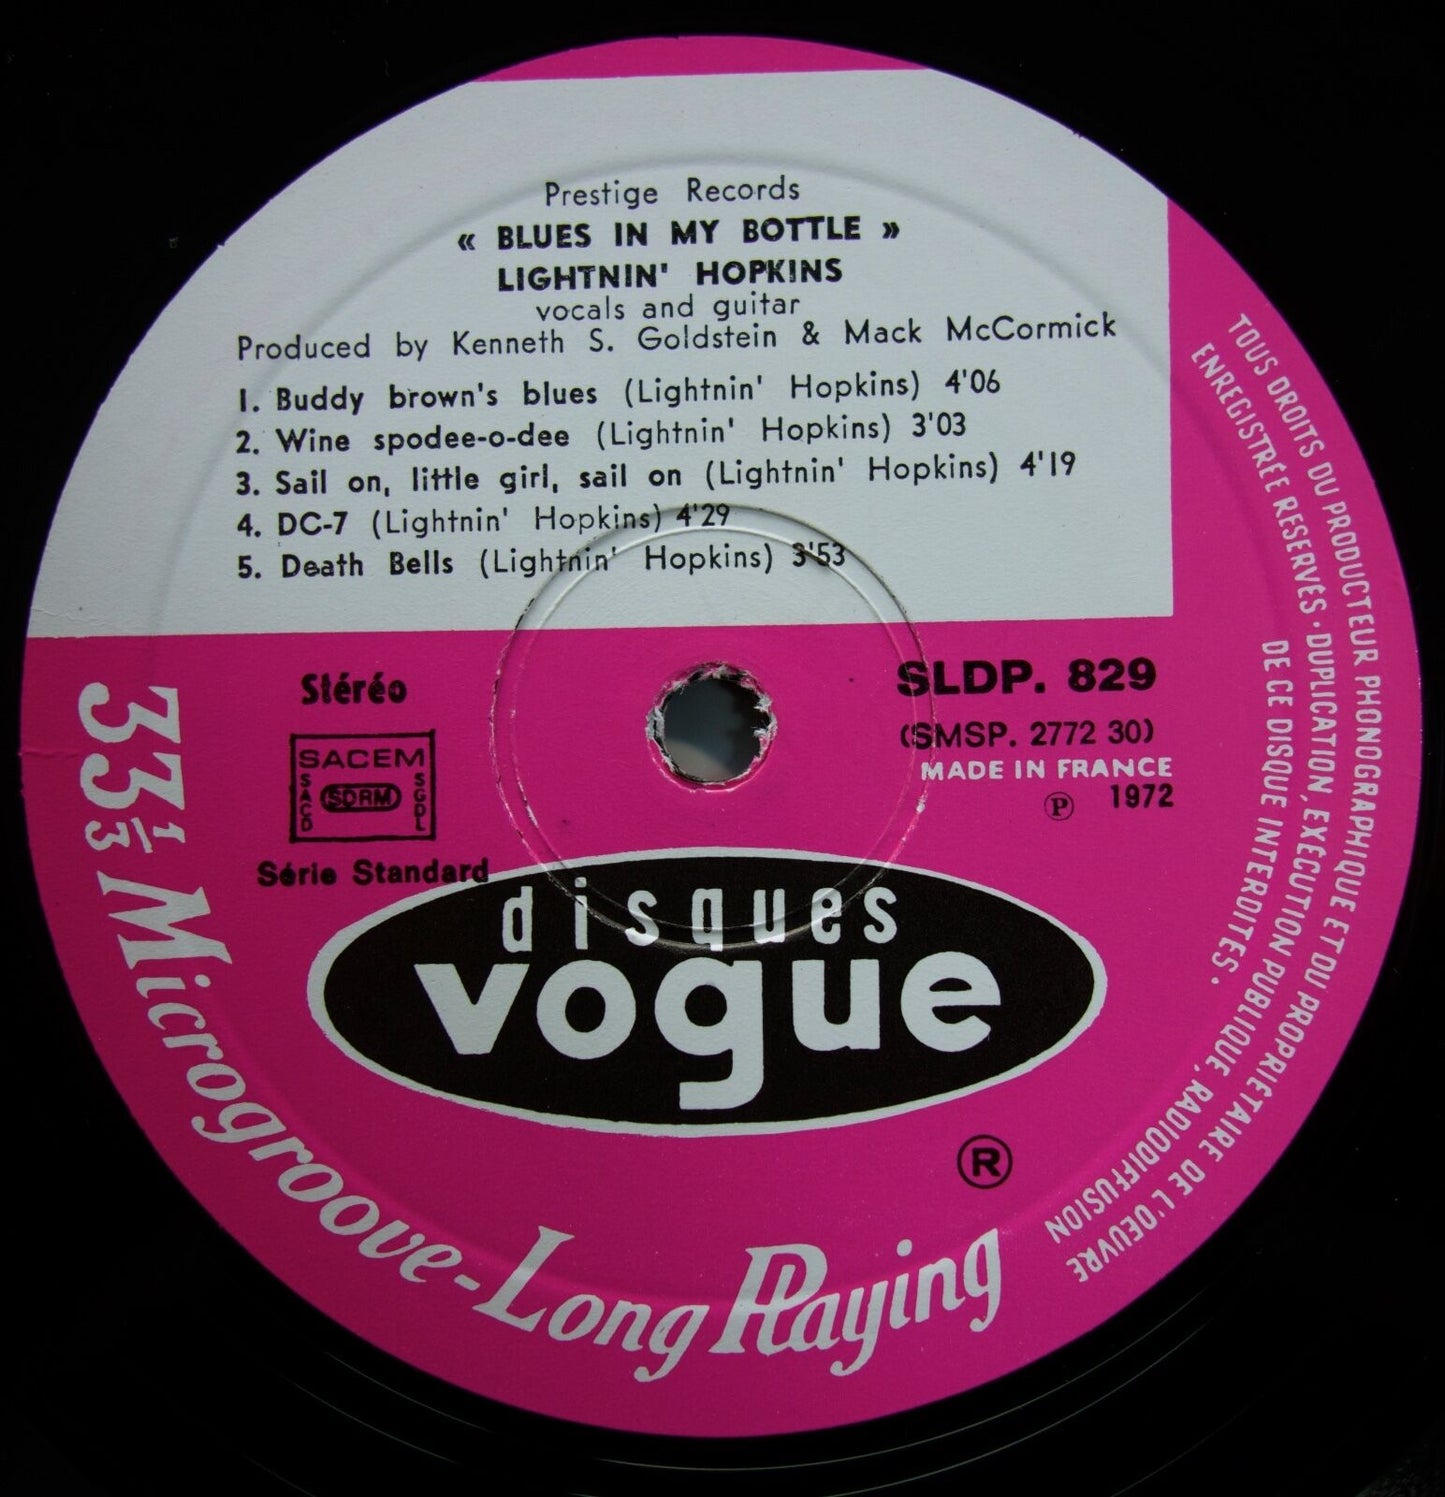 Prestige Records
« BLUES IN MY BOTTLE »
LIGHTNIN' HOPKINS
vocals and guitar
Produced by Kenneth S. Goldstein & Mack McCormick
1. Buddy brown's blues (Lightnin' Hopkins) 4'06
2. Wine spodee-o-dee (Lightnin' Hopkins) 3'03
3. Sail on, little girl, sail on (Lightnin' Hopkins) 4'19
4. DC-7 (Lightnin' Hopkins) 4'29
5. Death Bells (Lightnin' Hopkins) 3'53
Stéréo
SACEM
SACD
SDRM
SGDL
Série Standard
SLDP. 829
(SMSP. 2772 30)
MADE IN FRANCE
℗ 1972
disques
vogue
®
33 1/3 Microgroove-Long Playing
TOUS DROITS DU PRODUCTEUR PHONOGRAPHIQUE ET DU PROPRIÉTAIRE DE L'OEUVRE
ENREGISTRÉE RESERVÉS · DUPLICATION, EXÉCUTION PUBLIQUE, RADIODIFFUSION
DE CE DISQUE INTERDITES.